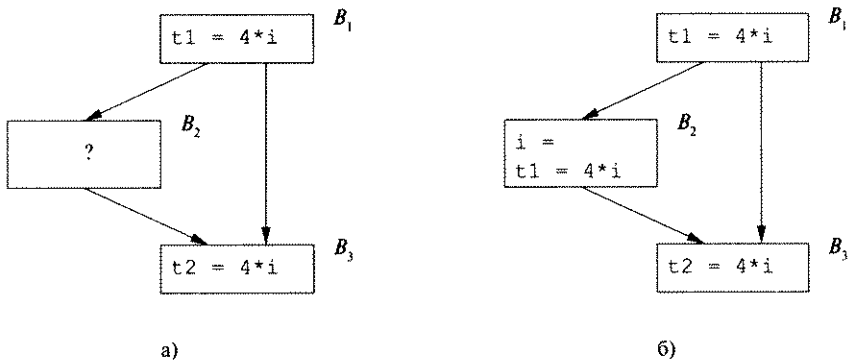 B₁
t1 = 4*i
B₂
?
B₃
t2 = 4*i
а)
B₁
t1 = 4*i
B₂
i =
t1 = 4*i
B₃
t2 = 4*i
б)